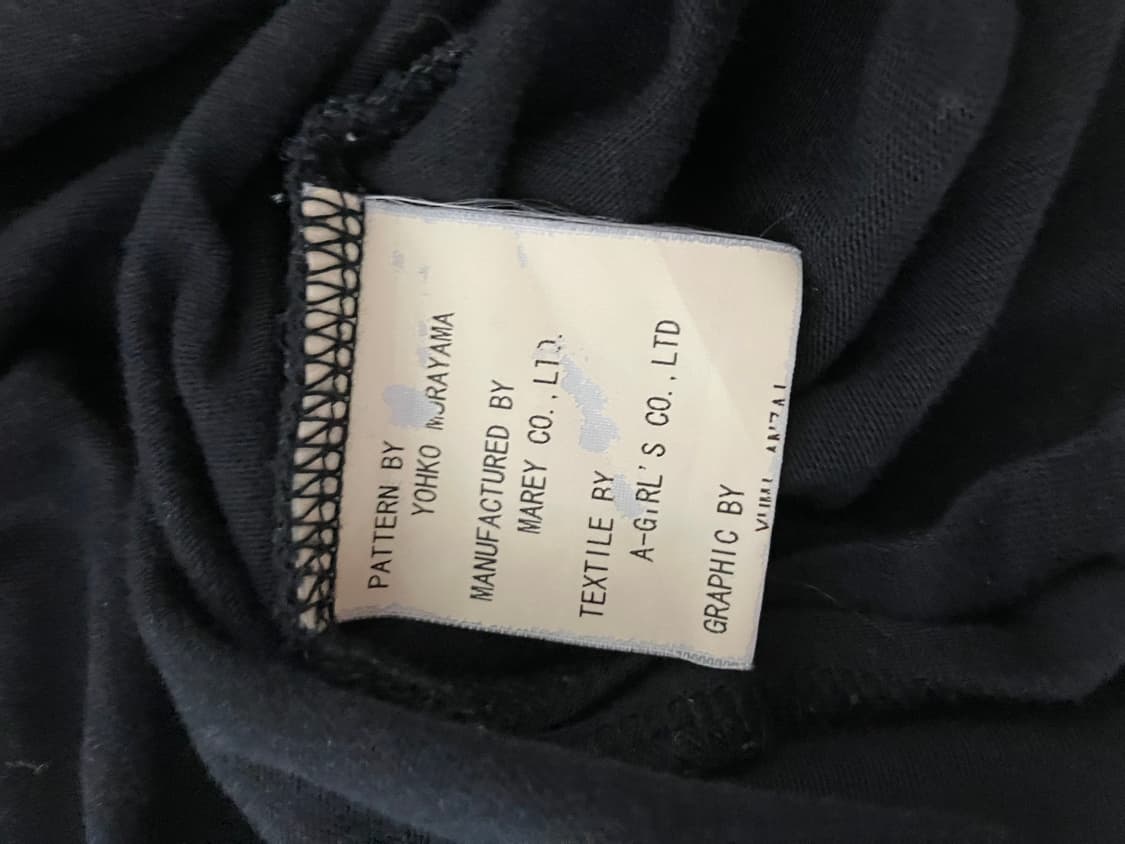 PATTERN BY
YOHKO MURAYAMA
MANUFACTURED BY
MAREY CO., LTD.
TEXTILE BY
A-GIRL'S CO., LTD
GRAPHIC BY